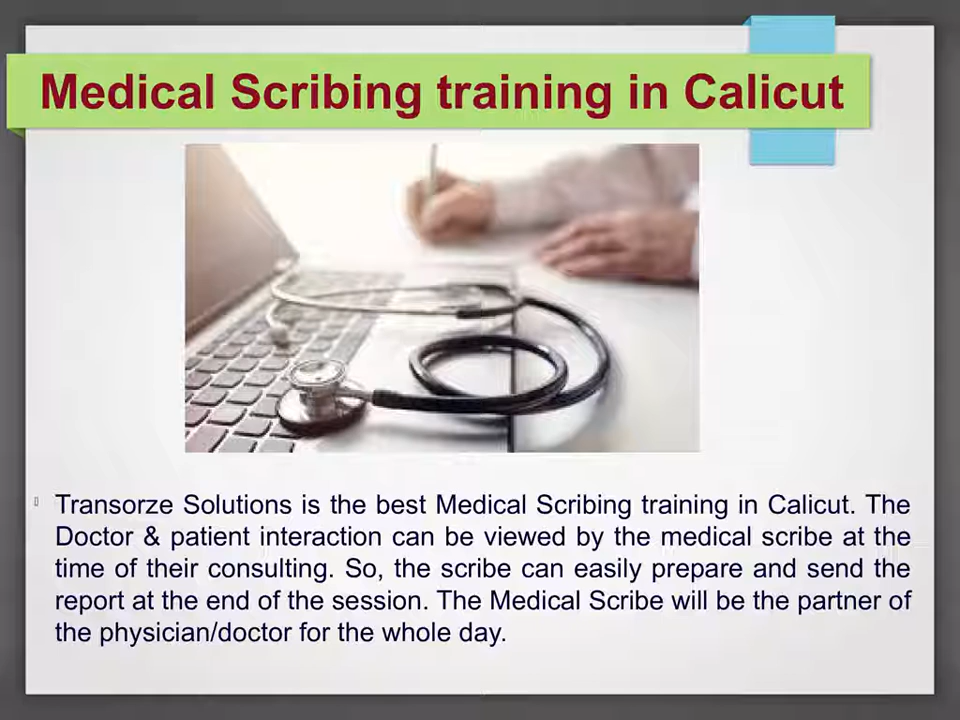 Medical Scribing training in Calicut
Transorze Solutions is the best Medical Scribing training in Calicut. The
Doctor & patient interaction can be viewed by the medical scribe at the
time of their consulting. So, the scribe can easily prepare and send the
report at the end of the session. The Medical Scribe will be the partner of
the physician/doctor for the whole day.